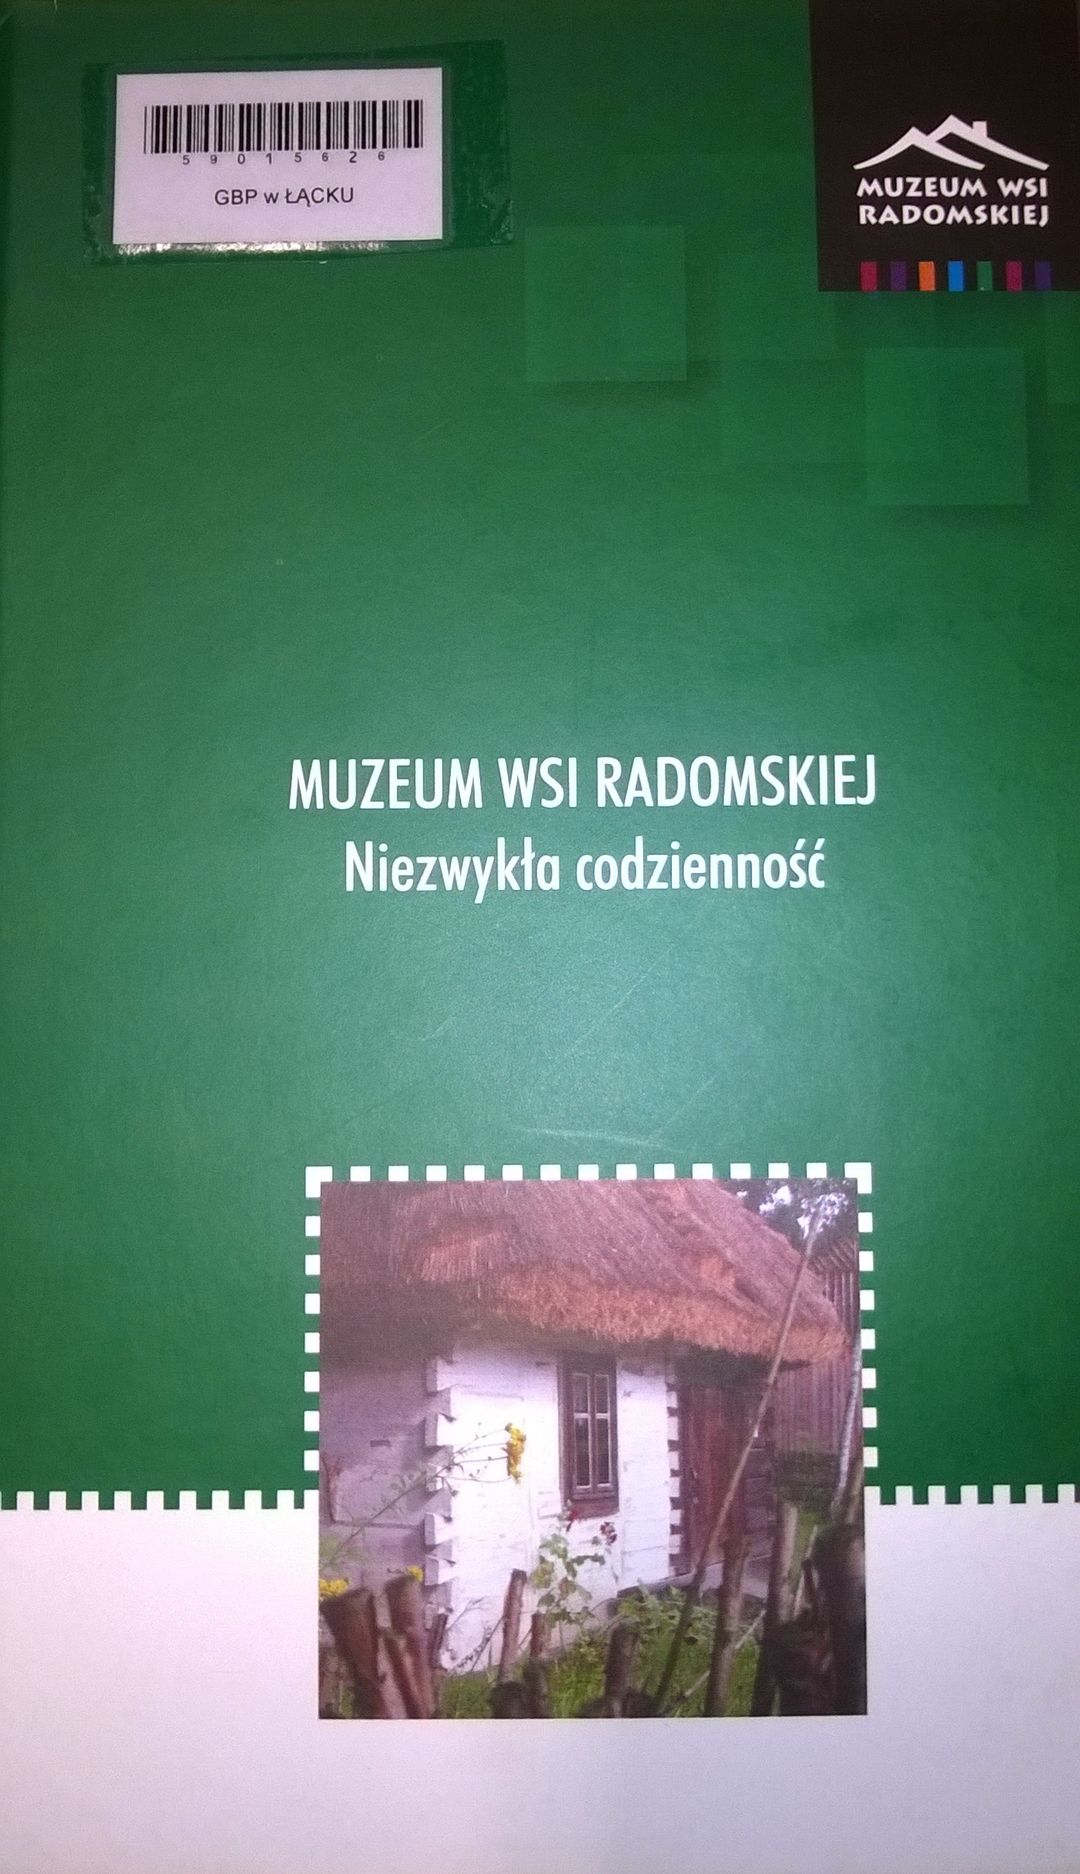 59015626
GBP w ŁĄCKU
MUZEUM WSI
RADOMSKIEJ
MUZEUM WSI RADOMSKIEJ
Niezwykła codzienność